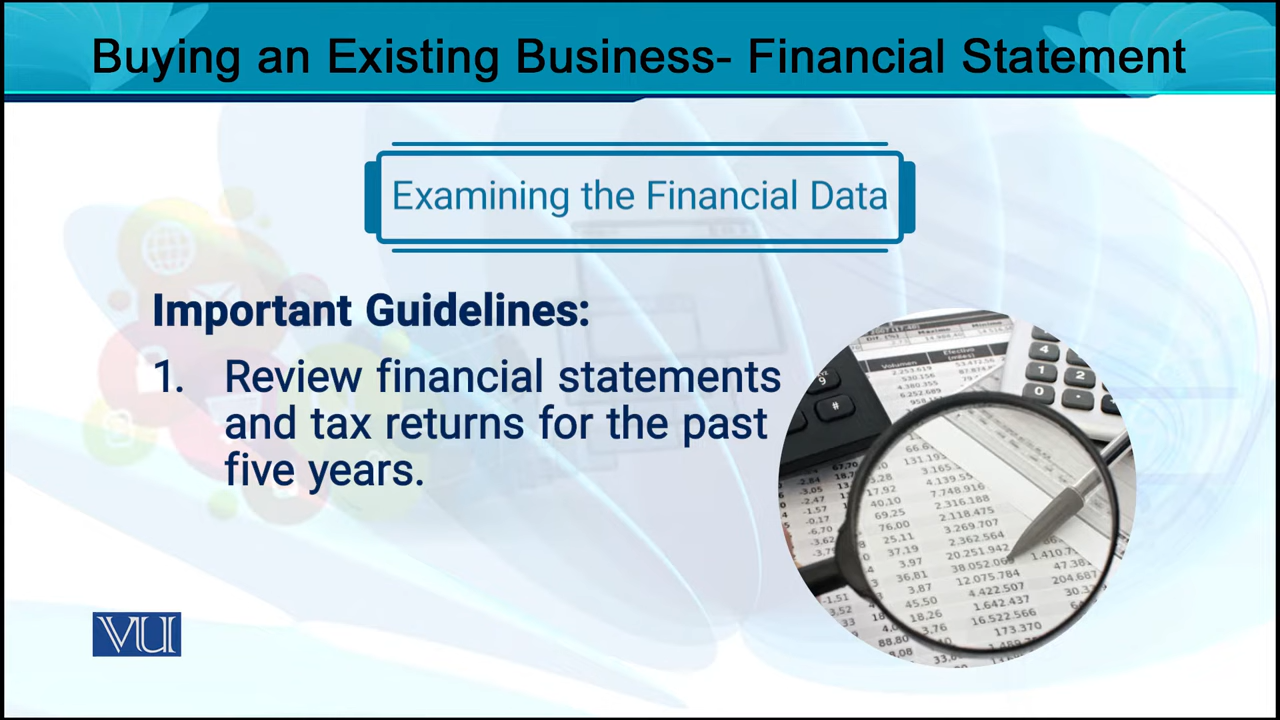 Buying an Existing Business- Financial Statement
Examining the Financial Data
Important Guidelines:
1. Review financial statements
and tax returns for the past
five years.
VU